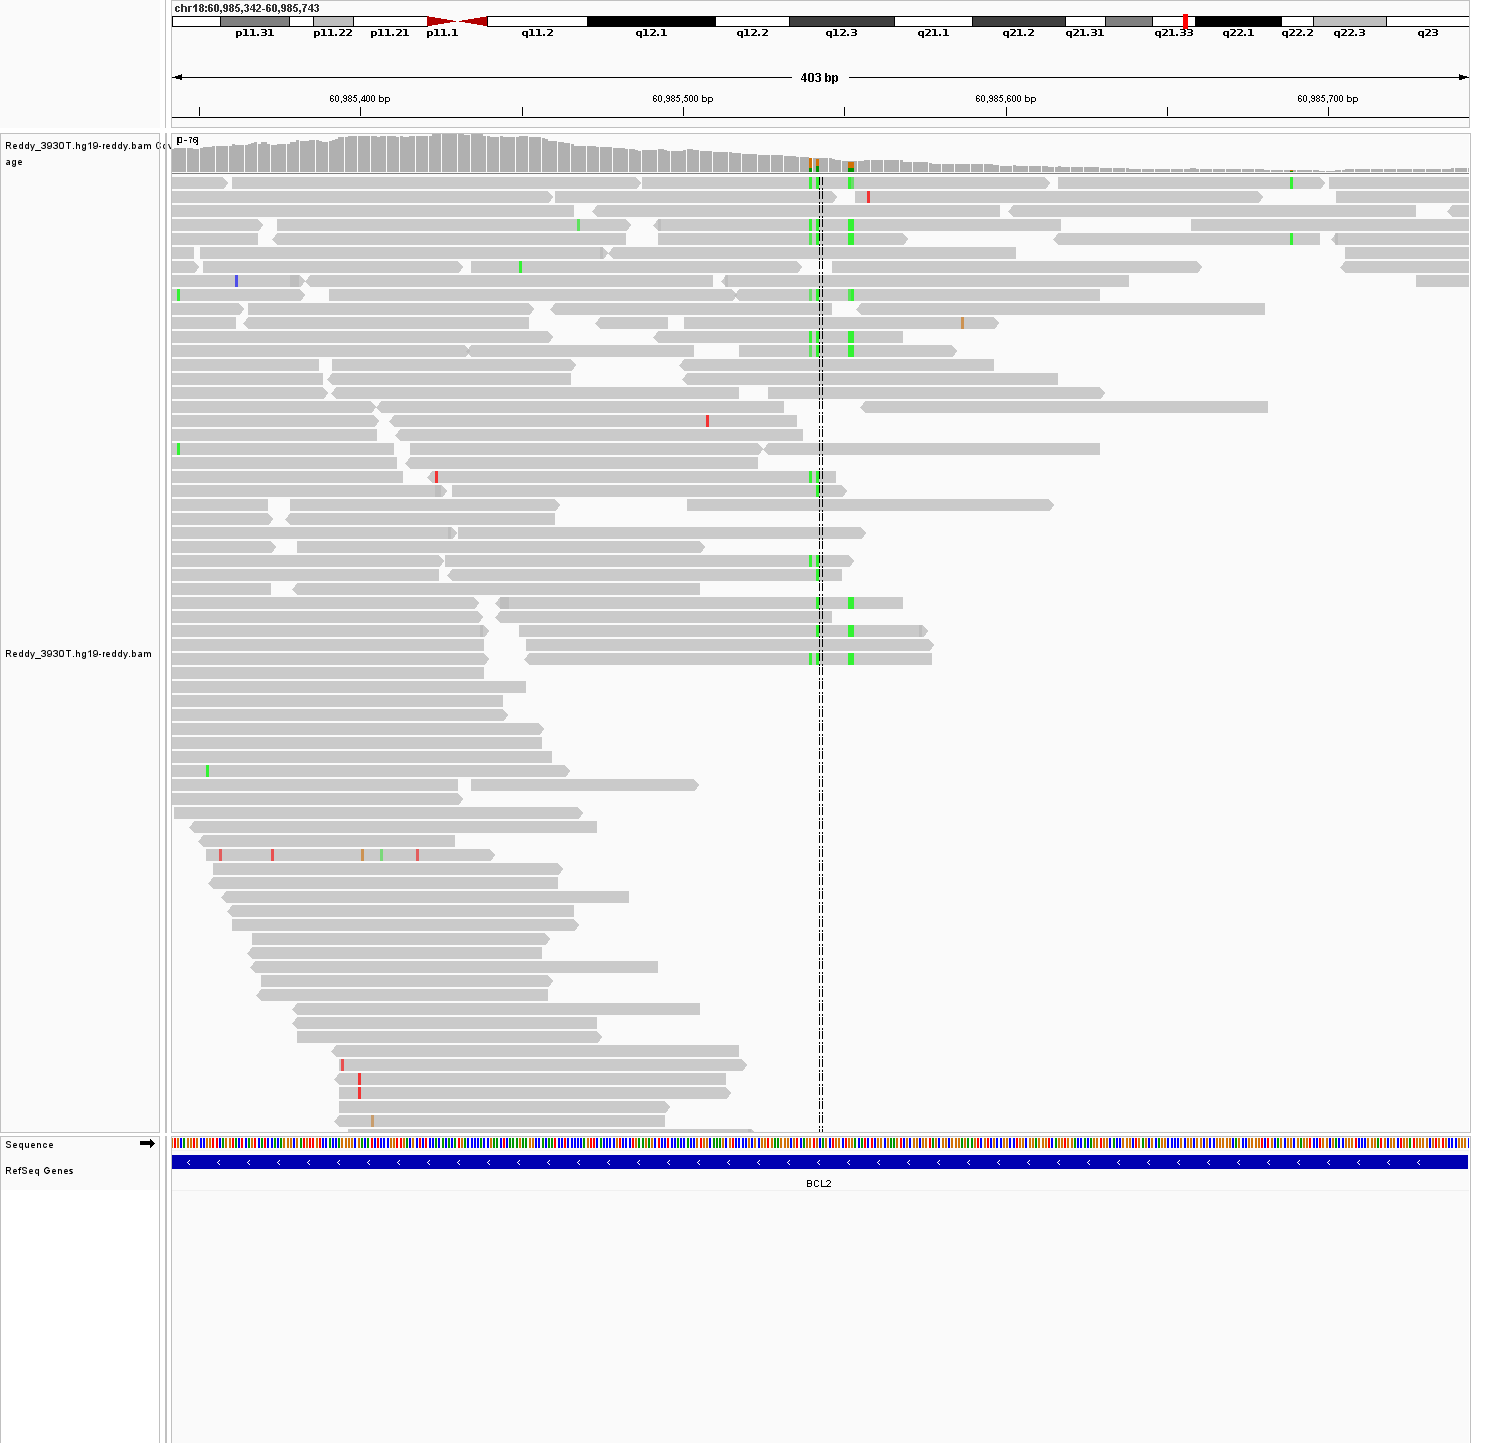 chr18:60,985,342-60,985,743
p11.31 p11.22 p11.21 p11.1 q11.2 q12.1 q12.2 q12.3 q21.1 q21.2 q21.31 q21.33 q22.1 q22.2 q22.3 q23
403 bp
60,985,400 bp 60,985,500 bp 60,985,600 bp 60,985,700 bp
[0-76]
Reddy_3930T.hg19-reddy.bam Cov
age
Reddy_3930T.hg19-reddy.bam
Sequence
RefSeq Genes
BCL2